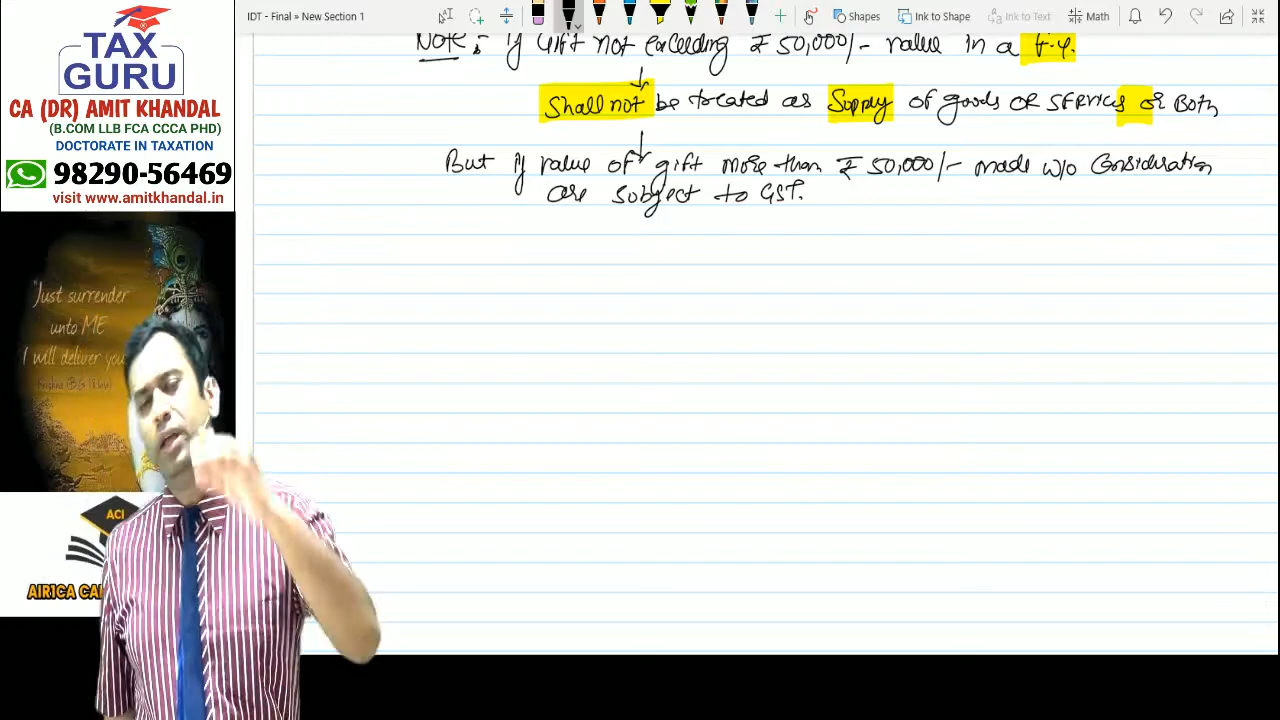 TAX
GURU
CA (DR) AMIT KHANDAL
(B.COM LLB FCA CCCA PHD)
DOCTORATE IN TAXATION
98290-56469
visit www.amitkhandal.in
IDT - Final » New Section 1
Shapes
Ink to Shape
Ink to Text
Math
Note :- if Gift not exceeding ₹ 50,000/- value in a f.y.
Shall not be treated as Supply of goods or services or Both
But if value of gift more than ₹ 50,000/- made w/o Consideration
are subject to GST.
"Just surrender
unto ME
I will deliver you
ACI
AIR1CA